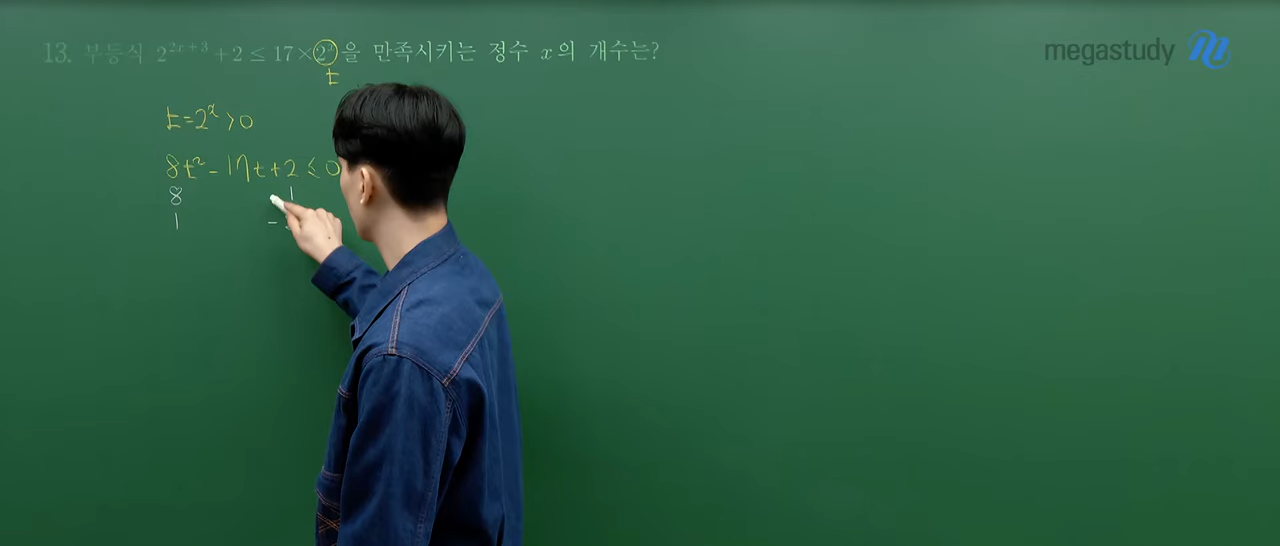 13. 부등식 2^{2x+3} + 2 ≤ 17 × 2^x 을 만족시키는 정수 x의 개수는?
megastudy
t
t = 2^x > 0
8t² - 17t + 2 ≤ 0
8 1
1 -